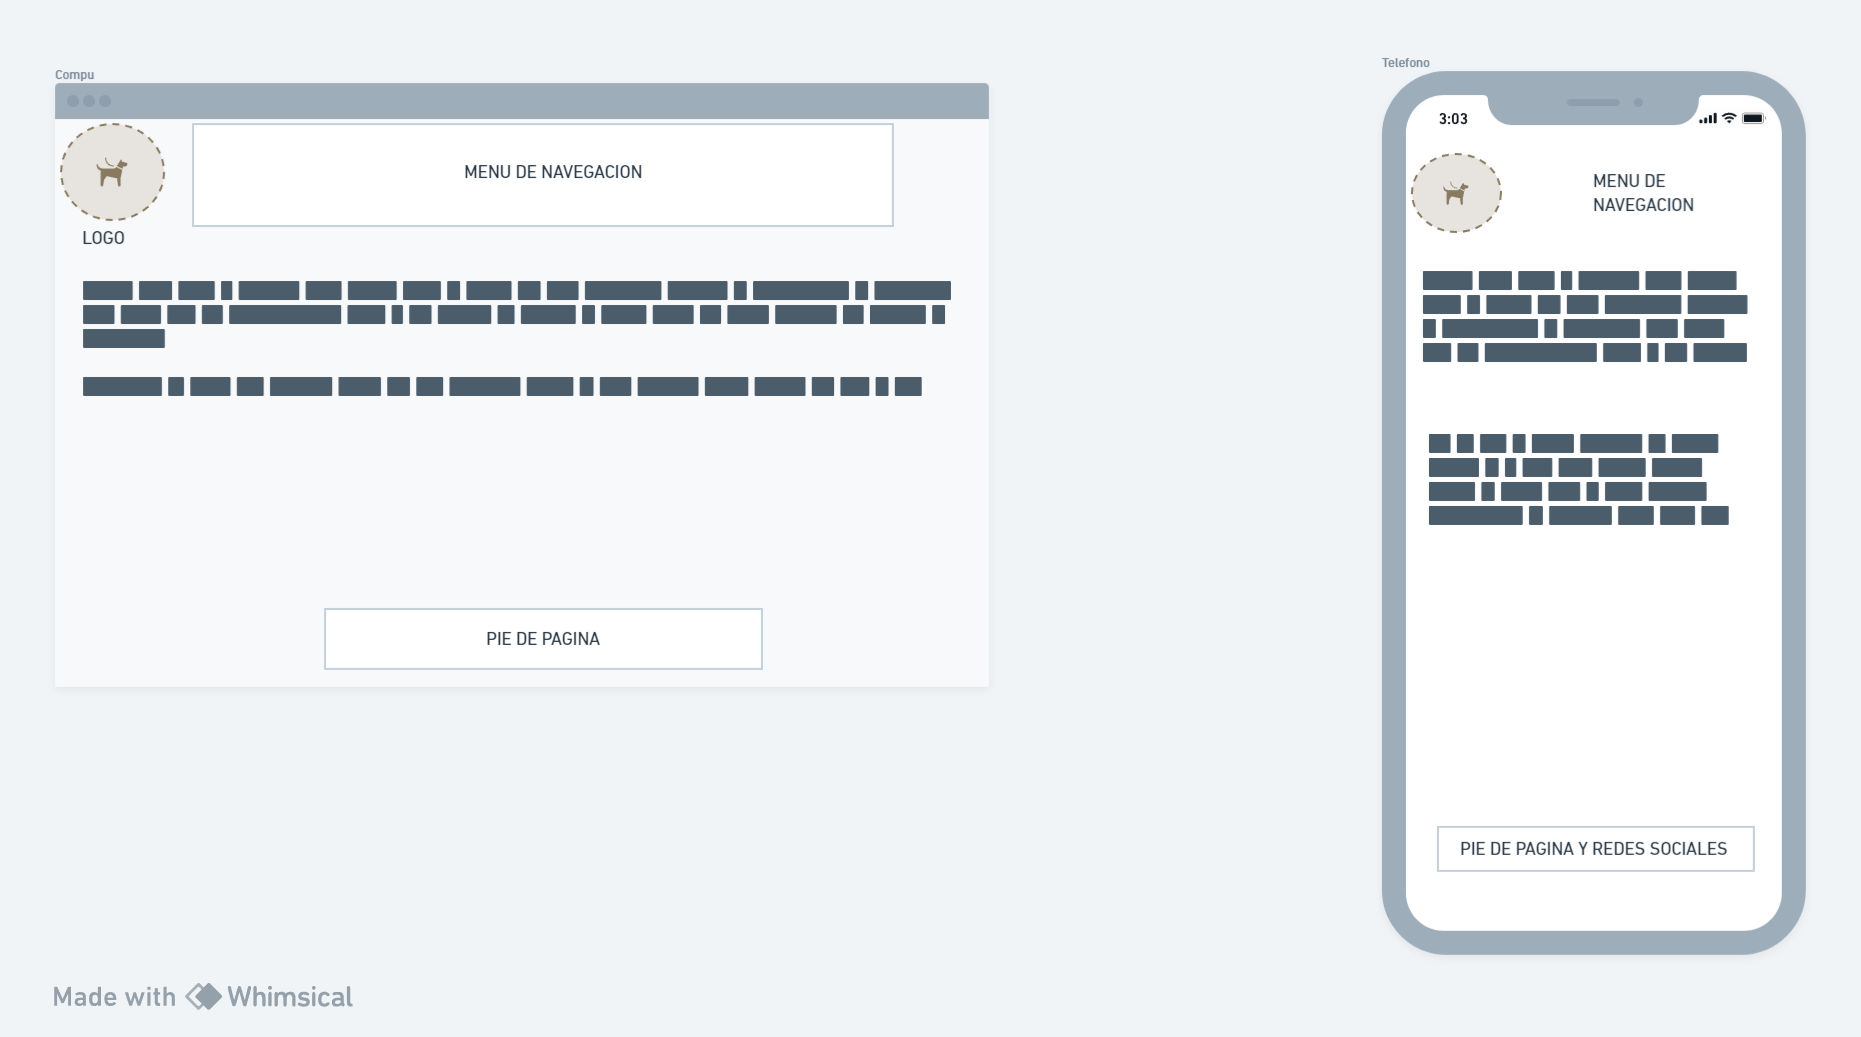 Compu
MENU DE NAVEGACION
LOGO
PIE DE PAGINA
Telefono
3:03
MENU DE
NAVEGACION
PIE DE PAGINA Y REDES SOCIALES
Made with Whimsical